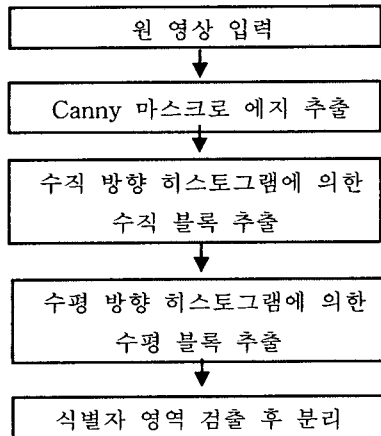 원 영상 입력
Canny 마스크로 에지 추출
수직 방향 히스토그램에 의한
수직 블록 추출
수평 방향 히스토그램에 의한
수평 블록 추출
식별자 영역 검출 후 분리